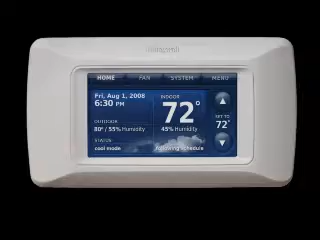 Honeywell
HOME FAN SYSTEM MENU
Fri, Aug 1, 2008
6:30 PM
INDOOR
72°
45% Humidity
OUTDOOR
80° / 55% Humidity
STATUS
cool mode
following schedule
SET TO
72°